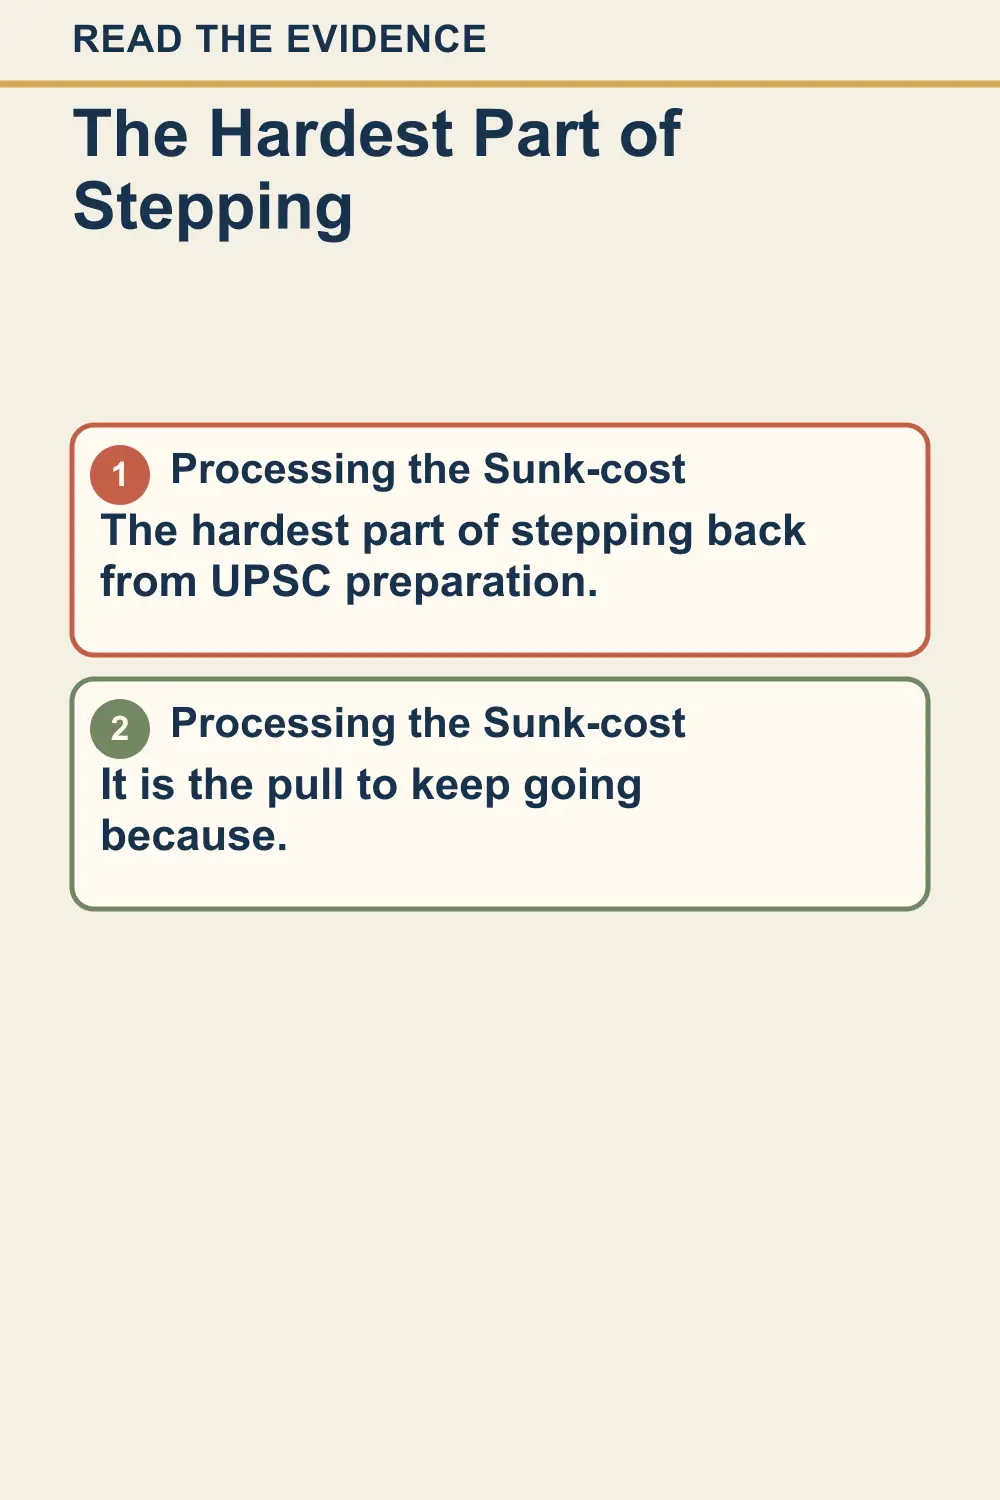 READ THE EVIDENCE
The Hardest Part of
Stepping
1 Processing the Sunk-cost
The hardest part of stepping back
from UPSC preparation.
2 Processing the Sunk-cost
It is the pull to keep going
because.